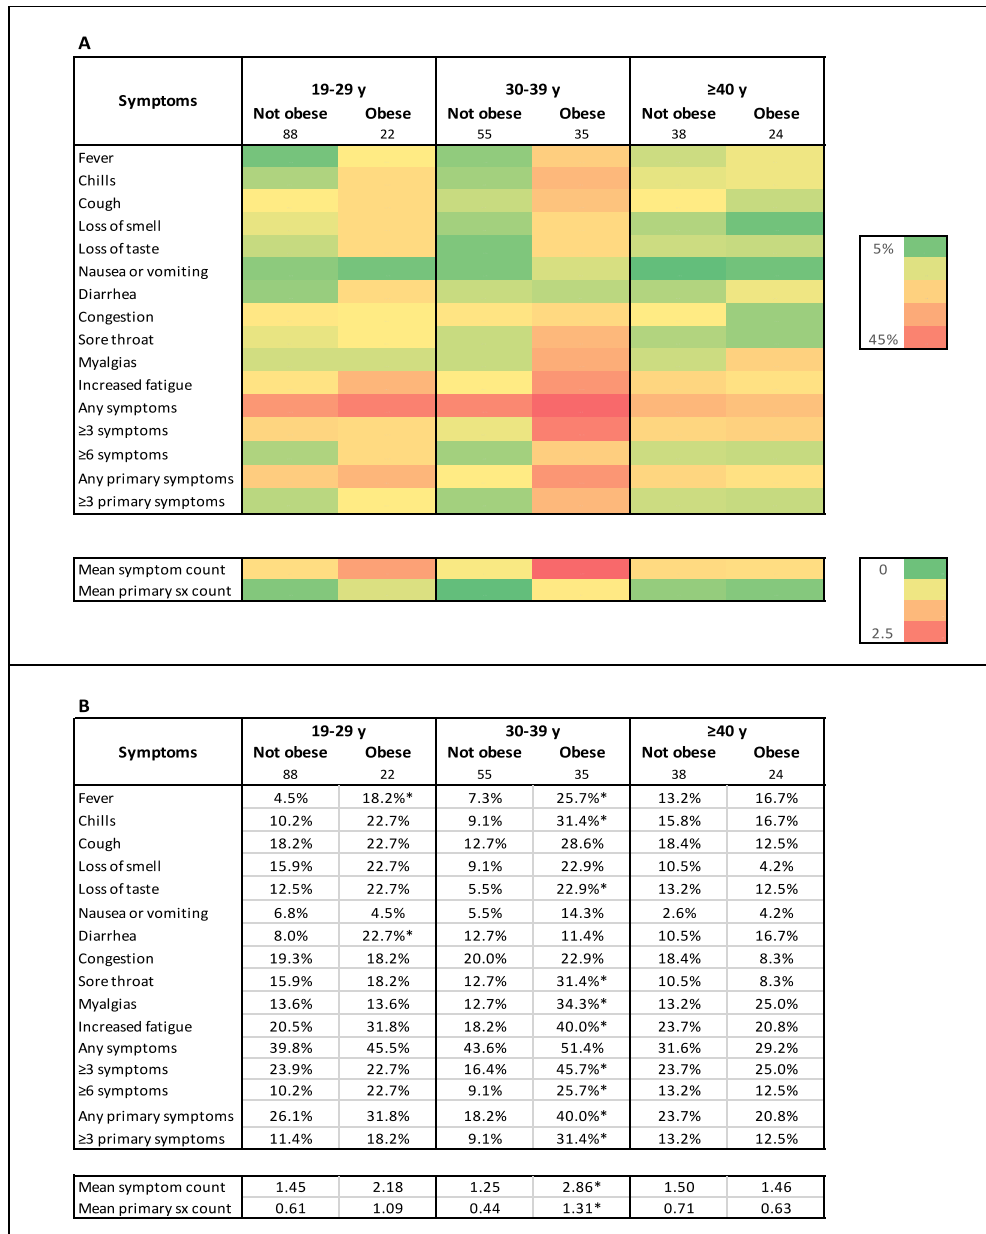 A
Symptoms
19-29 y 30-39 y ≥40 y
Not obese Obese Not obese Obese Not obese Obese
88 22 55 35 38 24
Fever
Chills
Cough
Loss of smell
Loss of taste
Nausea or vomiting
Diarrhea
Congestion
Sore throat
Myalgias
Increased fatigue
Any symptoms
≥3 symptoms
≥6 symptoms
Any primary symptoms
≥3 primary symptoms
5%
45%
Mean symptom count
Mean primary sx count
0
2.5
B
Symptoms
19-29 y 30-39 y ≥40 y
Not obese Obese Not obese Obese Not obese Obese
88 22 55 35 38 24
Fever 4.5% 18.2%* 7.3% 25.7%* 13.2% 16.7%
Chills 10.2% 22.7% 9.1% 31.4%* 15.8% 16.7%
Cough 18.2% 22.7% 12.7% 28.6% 18.4% 12.5%
Loss of smell 15.9% 22.7% 9.1% 22.9% 10.5% 4.2%
Loss of taste 12.5% 22.7% 5.5% 22.9%* 13.2% 12.5%
Nausea or vomiting 6.8% 4.5% 5.5% 14.3% 2.6% 4.2%
Diarrhea 8.0% 22.7%* 12.7% 11.4% 10.5% 16.7%
Congestion 19.3% 18.2% 20.0% 22.9% 18.4% 8.3%
Sore throat 15.9% 18.2% 12.7% 31.4%* 10.5% 8.3%
Myalgias 13.6% 13.6% 12.7% 34.3%* 13.2% 25.0%
Increased fatigue 20.5% 31.8% 18.2% 40.0%* 23.7% 20.8%
Any symptoms 39.8% 45.5% 43.6% 51.4% 31.6% 29.2%
≥3 symptoms 23.9% 22.7% 16.4% 45.7%* 23.7% 25.0%
≥6 symptoms 10.2% 22.7% 9.1% 25.7%* 13.2% 12.5%
Any primary symptoms 26.1% 31.8% 18.2% 40.0%* 23.7% 20.8%
≥3 primary symptoms 11.4% 18.2% 9.1% 31.4%* 13.2% 12.5%
Mean symptom count 1.45 2.18 1.25 2.86* 1.50 1.46
Mean primary sx count 0.61 1.09 0.44 1.31* 0.71 0.63